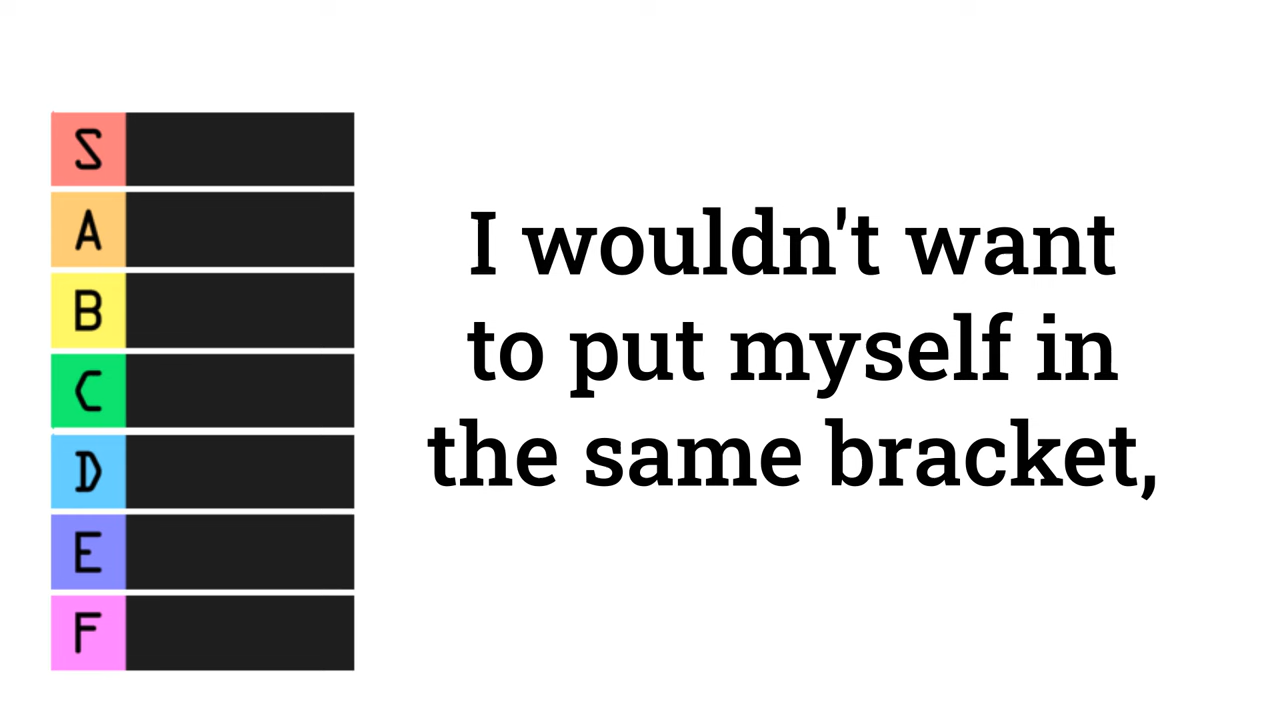 S
A
B
C
D
E
F
I wouldn't want
to put myself in
the same bracket,